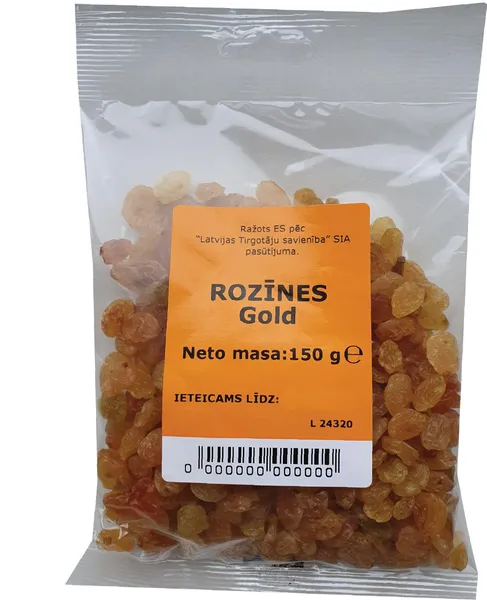 Ražots ES pēc
"Latvijas Tirgotāju savienība" SIA
pasūtījuma.
ROZĪNES
Gold
Neto masa:150 g℮
IETEICAMS LĪDZ:
L 24320
0 000000 000000